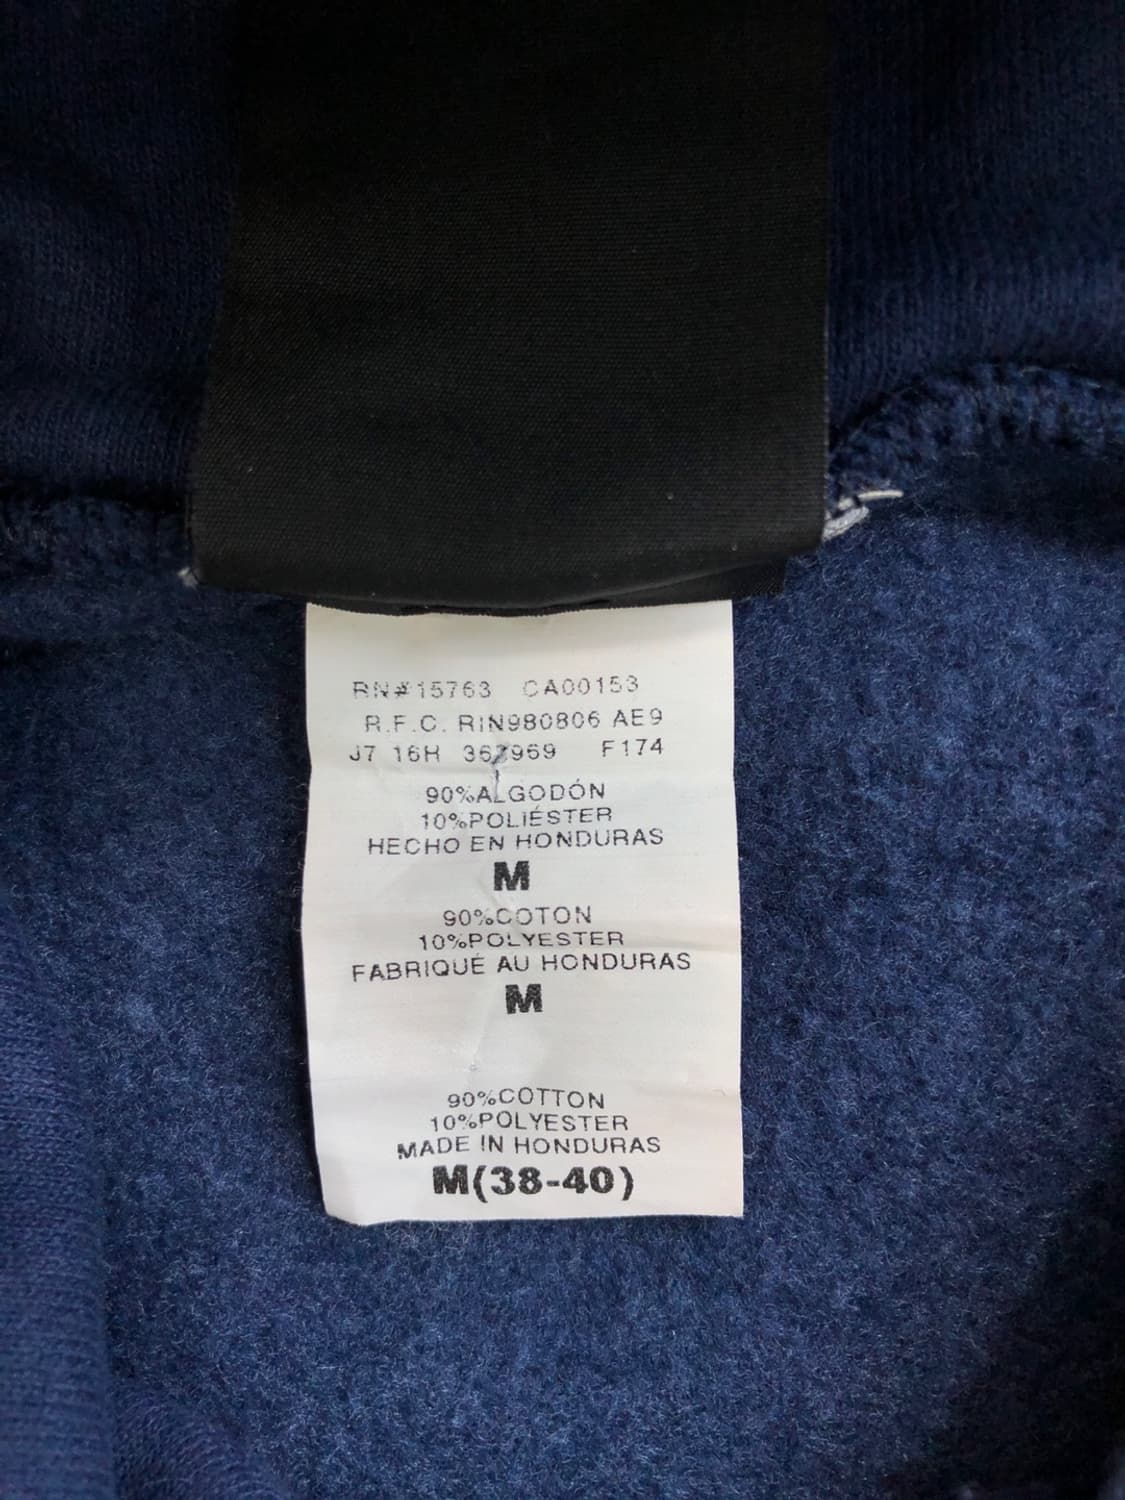 RN#15763 CA00153
R.F.C. RIN980806 AE9
J7 16H F174
90%ALGODÓN
10%POLIÉSTER
HECHO EN HONDURAS
M
90%COTON
10%POLYESTER
FABRIQUÉ AU HONDURAS
M
90%COTTON
10%POLYESTER
MADE IN HONDURAS
M(38-40)